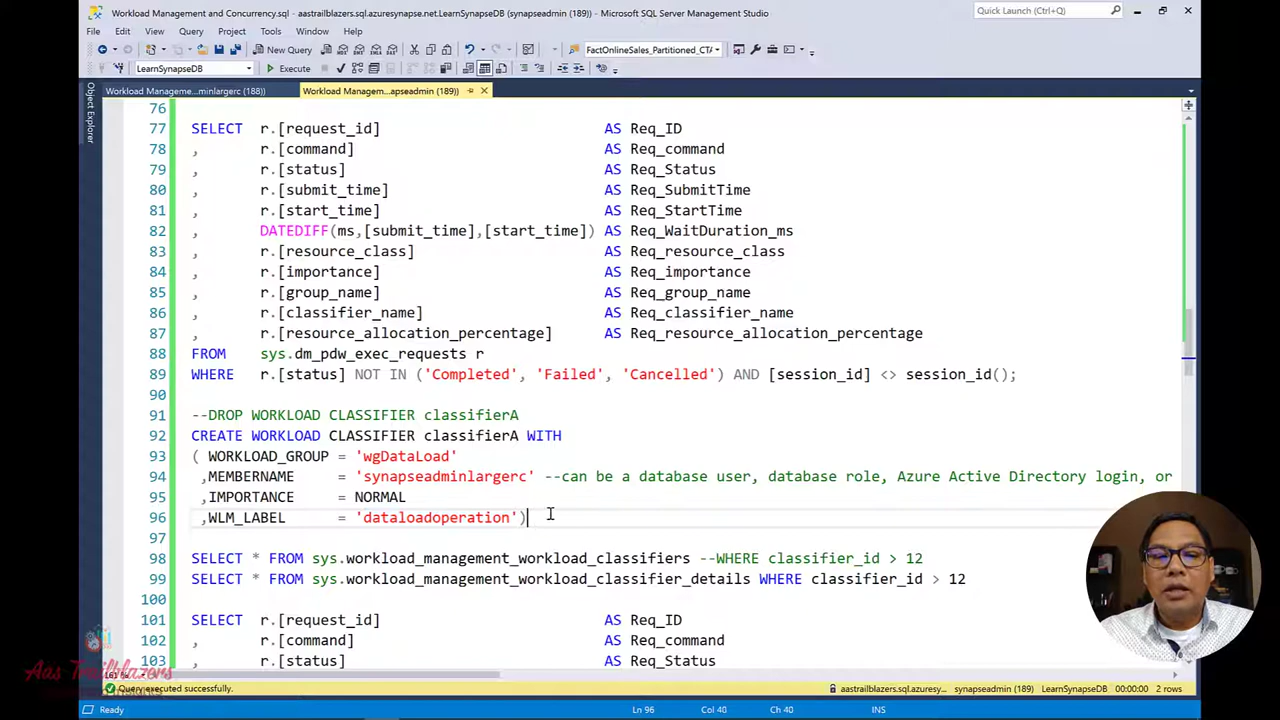 Workload Management and Concurrency.sql - aastrailblazers.sql.azuresynapse.net.LearnSynapseDB (synapseadmin (189)) - Microsoft SQL Server Management Studio
Quick Launch (Ctrl+Q)
File Edit View Query Project Tools Window Help
New Query
FactOnlineSales_Partitioned_CTA
LearnSynapseDB
Execute
Workload Manageme...minlargerc (188))
Workload Managem...apseadmin (189))
Object Explorer
76
77 SELECT r.[request_id] AS Req_ID
78 , r.[command] AS Req_command
79 , r.[status] AS Req_Status
80 , r.[submit_time] AS Req_SubmitTime
81 , r.[start_time] AS Req_StartTime
82 , DATEDIFF(ms,[submit_time],[start_time]) AS Req_WaitDuration_ms
83 , r.[resource_class] AS Req_resource_class
84 , r.[importance] AS Req_importance
85 , r.[group_name] AS Req_group_name
86 , r.[classifier_name] AS Req_classifier_name
87 , r.[resource_allocation_percentage] AS Req_resource_allocation_percentage
88 FROM sys.dm_pdw_exec_requests r
89 WHERE r.[status] NOT IN ('Completed', 'Failed', 'Cancelled') AND [session_id] <> session_id();
90
91 --DROP WORKLOAD CLASSIFIER classifierA
92 CREATE WORKLOAD CLASSIFIER classifierA WITH
93 ( WORKLOAD_GROUP = 'wgDataLoad'
94 ,MEMBERNAME = 'synapseadminlargerc' --can be a database user, database role, Azure Active Directory login, or
95 ,IMPORTANCE = NORMAL
96 ,WLM_LABEL = 'dataloadoperation')
97
98 SELECT * FROM sys.workload_management_workload_classifiers --WHERE classifier_id > 12
99 SELECT * FROM sys.workload_management_workload_classifier_details WHERE classifier_id > 12
100
101 SELECT r.[request_id] AS Req_ID
102 , r.[command] AS Req_command
103 , r.[status] AS Req_Status
Aas Trailblazers
161 %
Query executed successfully.
aastrailblazers.sql.azuresy... synapseadmin (189) LearnSynapseDB 00:00:00 2 rows
Ready
Ln 96 Col 40 Ch 40 INS